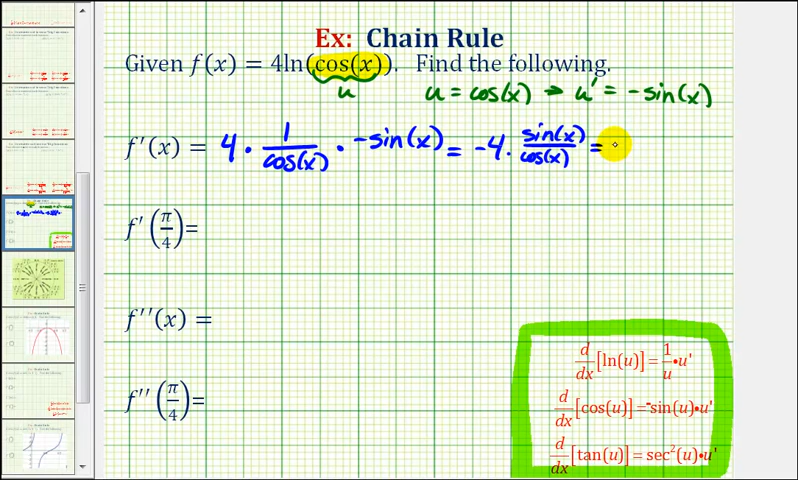 Ex: Chain Rule
Given f(x) = 4ln(cos(x)). Find the following.
u u = cos(x) → u' = -sin(x)
f'(x) = 4 · 1/cos(x) · -sin(x) = -4 · sin(x)/cos(x) =
f'(π/4) =
f''(x) =
f''(π/4) =
d/dx [ln(u)] = 1/u · u'
d/dx [cos(u)] = -sin(u) · u'
d/dx [tan(u)] = sec²(u) · u'